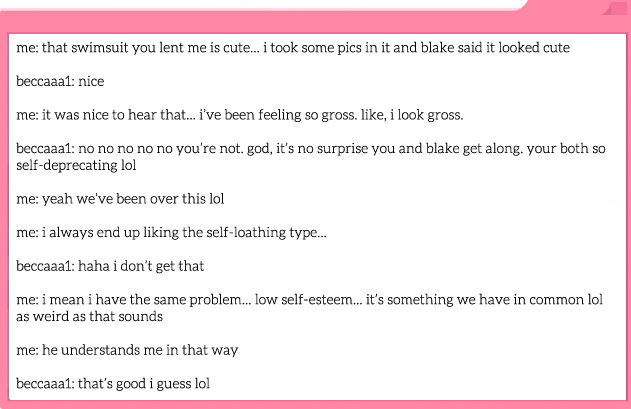 me: that swimsuit you lent me is cute... i took some pics in it and blake said it looked cute
beccaaa1: nice
me: it was nice to hear that... i've been feeling so gross. like, i look gross.
beccaaa1: no no no no no you're not. god, it's no surprise you and blake get along. your both so
self-deprecating lol
me: yeah we've been over this lol
me: i always end up liking the self-loathing type...
beccaaa1: haha i don't get that
me: i mean i have the same problem... low self-esteem... it's something we have in common lol
as weird as that sounds
me: he understands me in that way
beccaaa1: that's good i guess lol